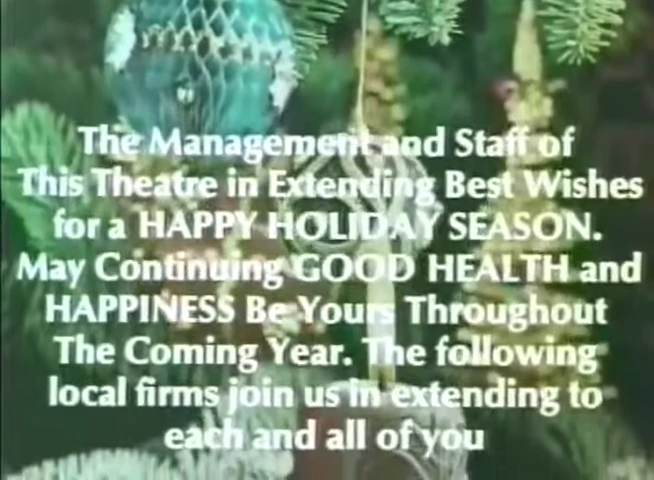 The Management and Staff of
This Theatre in Extending Best Wishes
for a HAPPY HOLIDAY SEASON.
May Continuing GOOD HEALTH and
HAPPINESS Be Yours Throughout
The Coming Year. The following
local firms join us in extending to
each and all of you